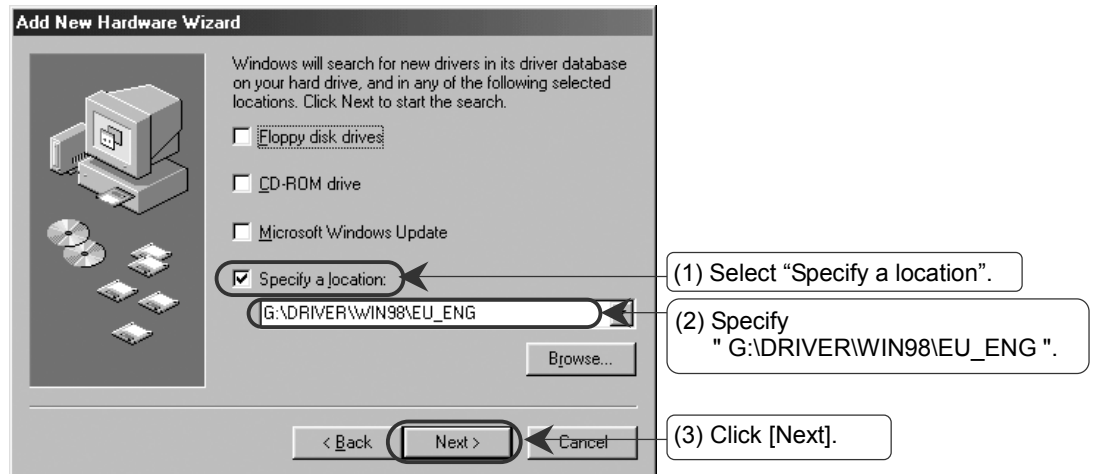 Add New Hardware Wizard
Windows will search for new drivers in its driver database
on your hard drive, and in any of the following selected
locations. Click Next to start the search.
Floppy disk drives
CD-ROM drive
Microsoft Windows Update
Specify a location:
(1) Select “Specify a location”.
G:\DRIVER\WIN98\EU_ENG
(2) Specify
" G:\DRIVER\WIN98\EU_ENG ".
Browse...
< Back
Next >
Cancel
(3) Click [Next].